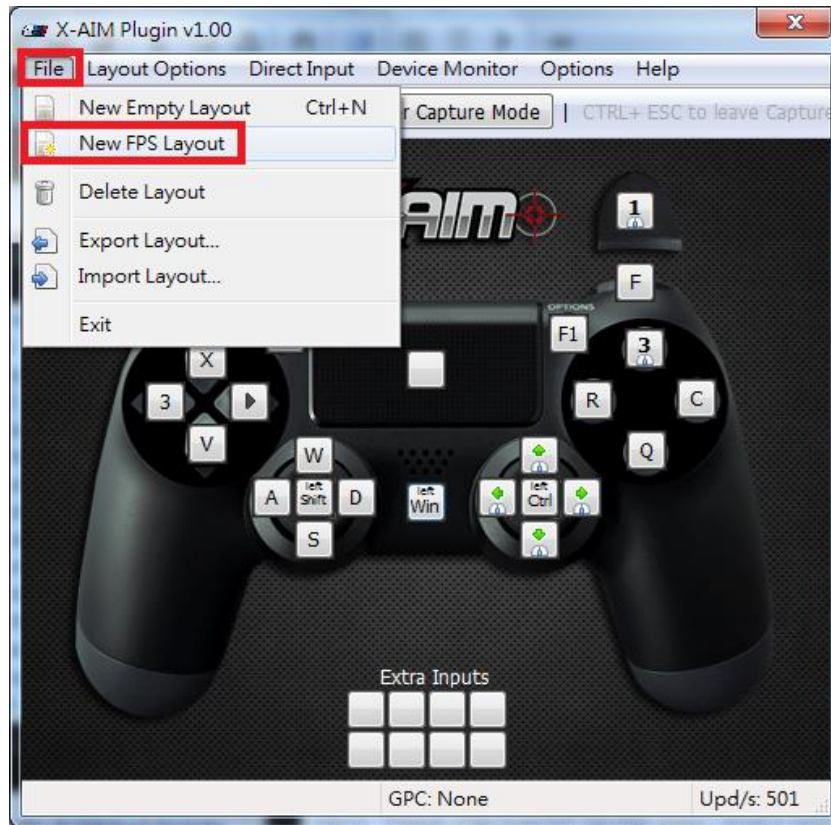 X-AIM Plugin v1.00
File Layout Options Direct Input Device Monitor Options Help
New Empty Layout Ctrl+N
r Capture Mode | CTRL+ ESC to leave Capture
New FPS Layout
Delete Layout
Export Layout...
Import Layout...
Exit
AIM
1
F
OPTIONS
F1
3
X
3
R
C
V
Q
W
A
left Shift
D
S
left Win
left Ctrl
Extra Inputs
GPC: None Upd/s: 501